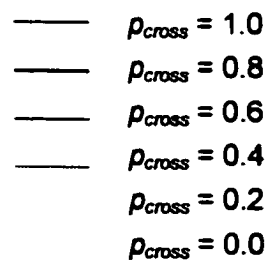 p_cross = 1.0
p_cross = 0.8
p_cross = 0.6
p_cross = 0.4
p_cross = 0.2
p_cross = 0.0